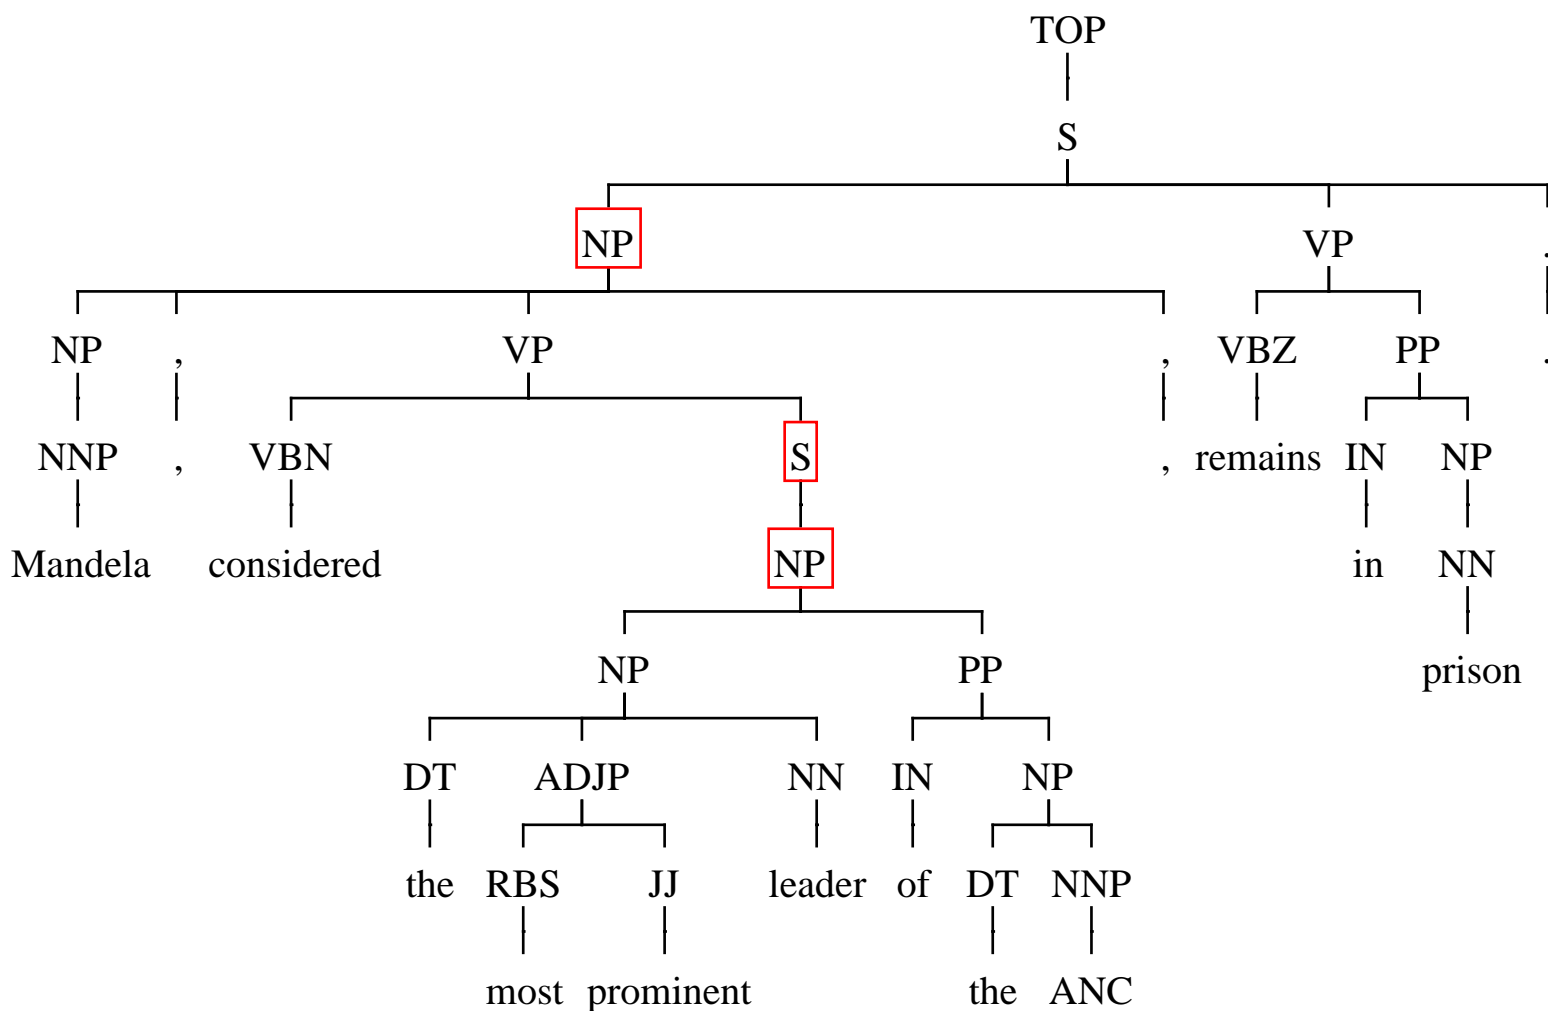 TOP
S
NP VP .
NP , VP , VBZ PP .
NNP , VBN S , remains IN NP
Mandela considered NP in NN
NP PP prison
DT ADJP NN IN NP
the RBS JJ leader of DT NNP
most prominent the ANC